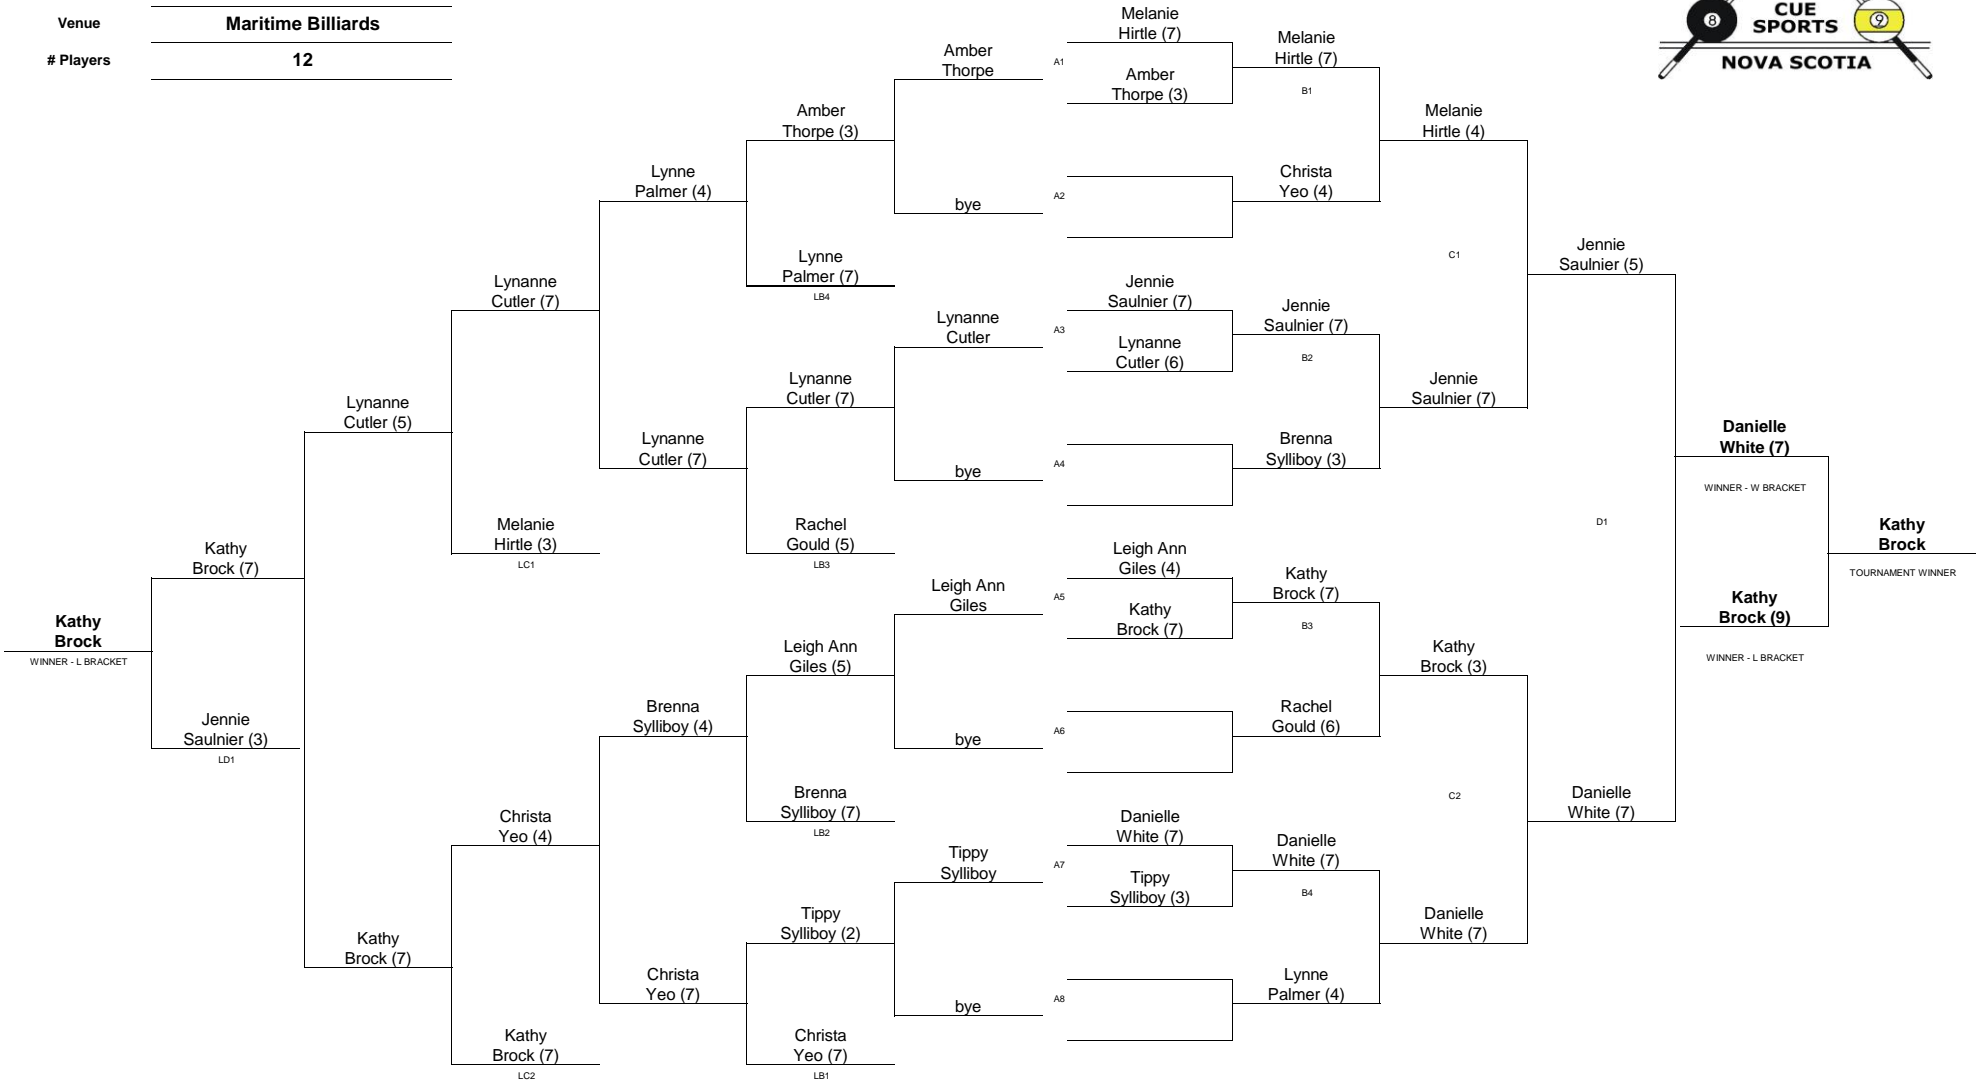 Venue
Maritime Billiards
# Players
12
8
CUE
SPORTS
9
NOVA SCOTIA
Kathy
Brock
WINNER - L BRACKET
Kathy
Brock (7)
Jennie
Saulnier (3)
LD1
Lynanne
Cutler (5)
Kathy
Brock (7)
Lynanne
Cutler (7)
Melanie
Hirtle (3)
LC1
Christa
Yeo (4)
Kathy
Brock (7)
LC2
Lynne
Palmer (4)
Lynanne
Cutler (7)
Brenna
Sylliboy (4)
Christa
Yeo (7)
Amber
Thorpe (3)
Lynne
Palmer (7)
LB4
Lynanne
Cutler (7)
Rachel
Gould (5)
LB3
Leigh Ann
Giles (5)
Brenna
Sylliboy (7)
LB2
Tippy
Sylliboy (2)
Christa
Yeo (7)
LB1
Amber
Thorpe
bye
Lynanne
Cutler
bye
Leigh Ann
Giles
bye
Tippy
Sylliboy
bye
A1
A2
A3
A4
A5
A6
A7
A8
Melanie
Hirtle (7)
Amber
Thorpe (3)
Jennie
Saulnier (7)
Lynanne
Cutler (6)
Leigh Ann
Giles (4)
Kathy
Brock (7)
Danielle
White (7)
Tippy
Sylliboy (3)
Melanie
Hirtle (7)
B1
Christa
Yeo (4)
Jennie
Saulnier (7)
B2
Brenna
Sylliboy (3)
Kathy
Brock (7)
B3
Rachel
Gould (6)
Danielle
White (7)
B4
Lynne
Palmer (4)
Melanie
Hirtle (4)
C1
Jennie
Saulnier (7)
Kathy
Brock (3)
C2
Danielle
White (7)
Jennie
Saulnier (5)
D1
Danielle
White (7)
Danielle
White (7)
WINNER - W BRACKET
Kathy
Brock (9)
WINNER - L BRACKET
Kathy
Brock
TOURNAMENT WINNER